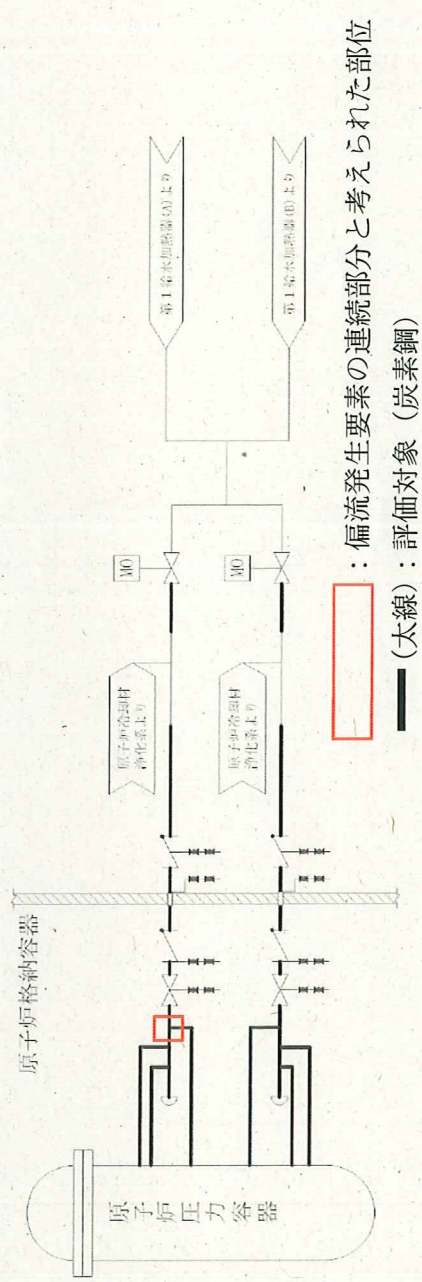 原子炉格納容器
原子炉圧力容器
原子炉冷却材
浄化系より
原子炉冷却材
浄化系より
MO
MO
第1給水加熱器(A)より
第1給水加熱器(B)より
：偏流発生要素の連続部分と考えられた部位
(太線)：評価対象（炭素鋼）